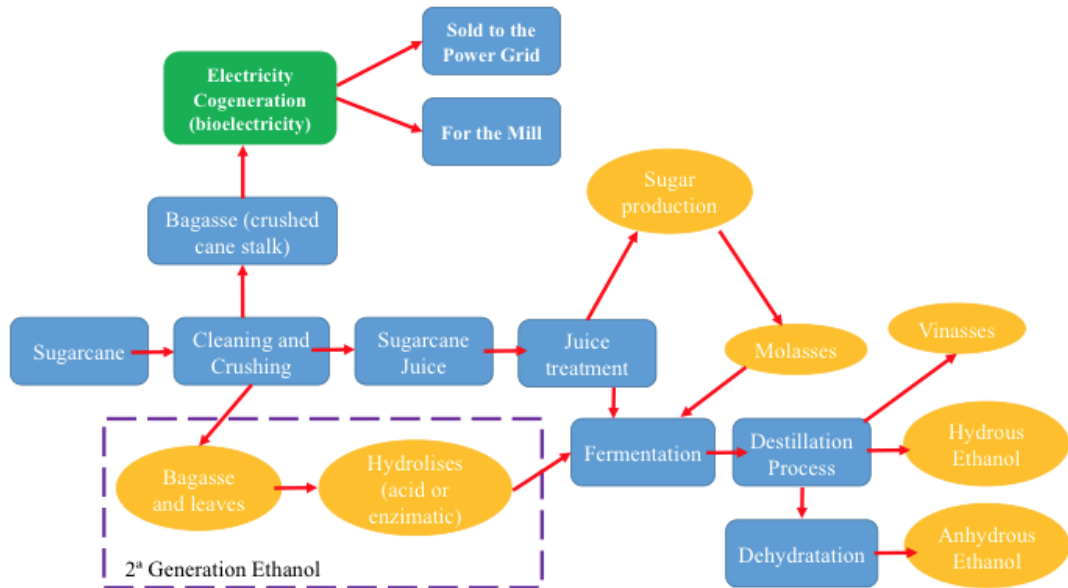 Electricity
Cogeneration
(bioelectricity)
Sold to the
Power Grid
For the Mill
Bagasse (crushed
cane stalk)
Sugar
production
Sugarcane
Cleaning and
Crushing
Sugarcane
Juice
Juice
treatment
Molasses
Vinasses
Bagasse
and leaves
Hydrolises
(acid or
enzimatic)
Fermentation
Destillation
Process
Hydrous
Ethanol
Dehydratation
Anhydrous
Ethanol
2ª Generation Ethanol